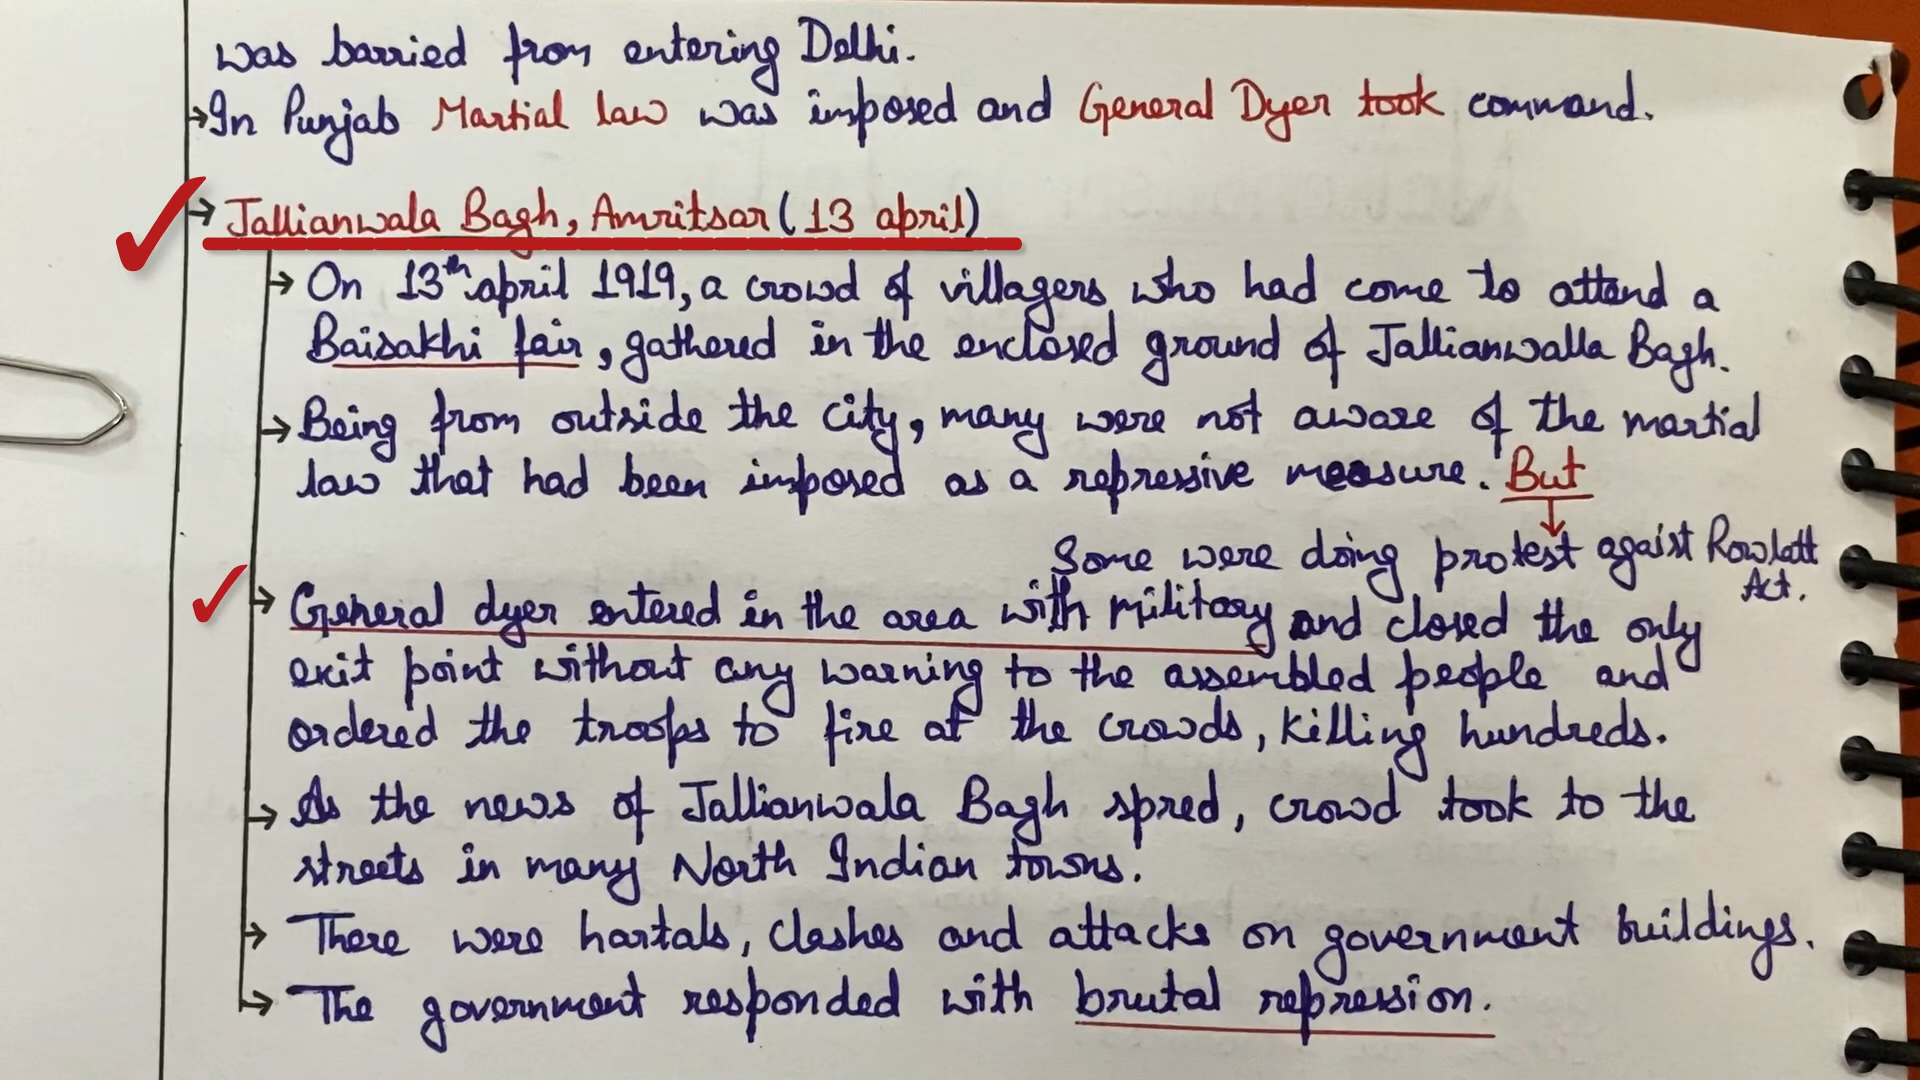 was barried from entering Delhi.
→In Punjab Martial law was imposed and General Dyer took command.
→Jallianwala Bagh, Amritsar (13 april)
→ On 13th april 1919, a crowd of villagers who had come to attend a
Baisakhi fair, gathered in the enclosed ground of Jallianwalla Bagh.
→ Being from outside the city, many were not aware of the martial
law that had been imposed as a repressive measure. But
↓
Some were doing protest agaist Rowlatt
Act.
→ General dyer entered in the area with military and closed the only
exit point without any warning to the assembled people and
ordered the troops to fire at the crowds, killing hundreds.
→ As the news of Jallianwala Bagh spred, crowd took to the
streets in many North Indian towns.
→ There were hartals, clashes and attacks on government buildings.
→ The government responded with brutal repression.